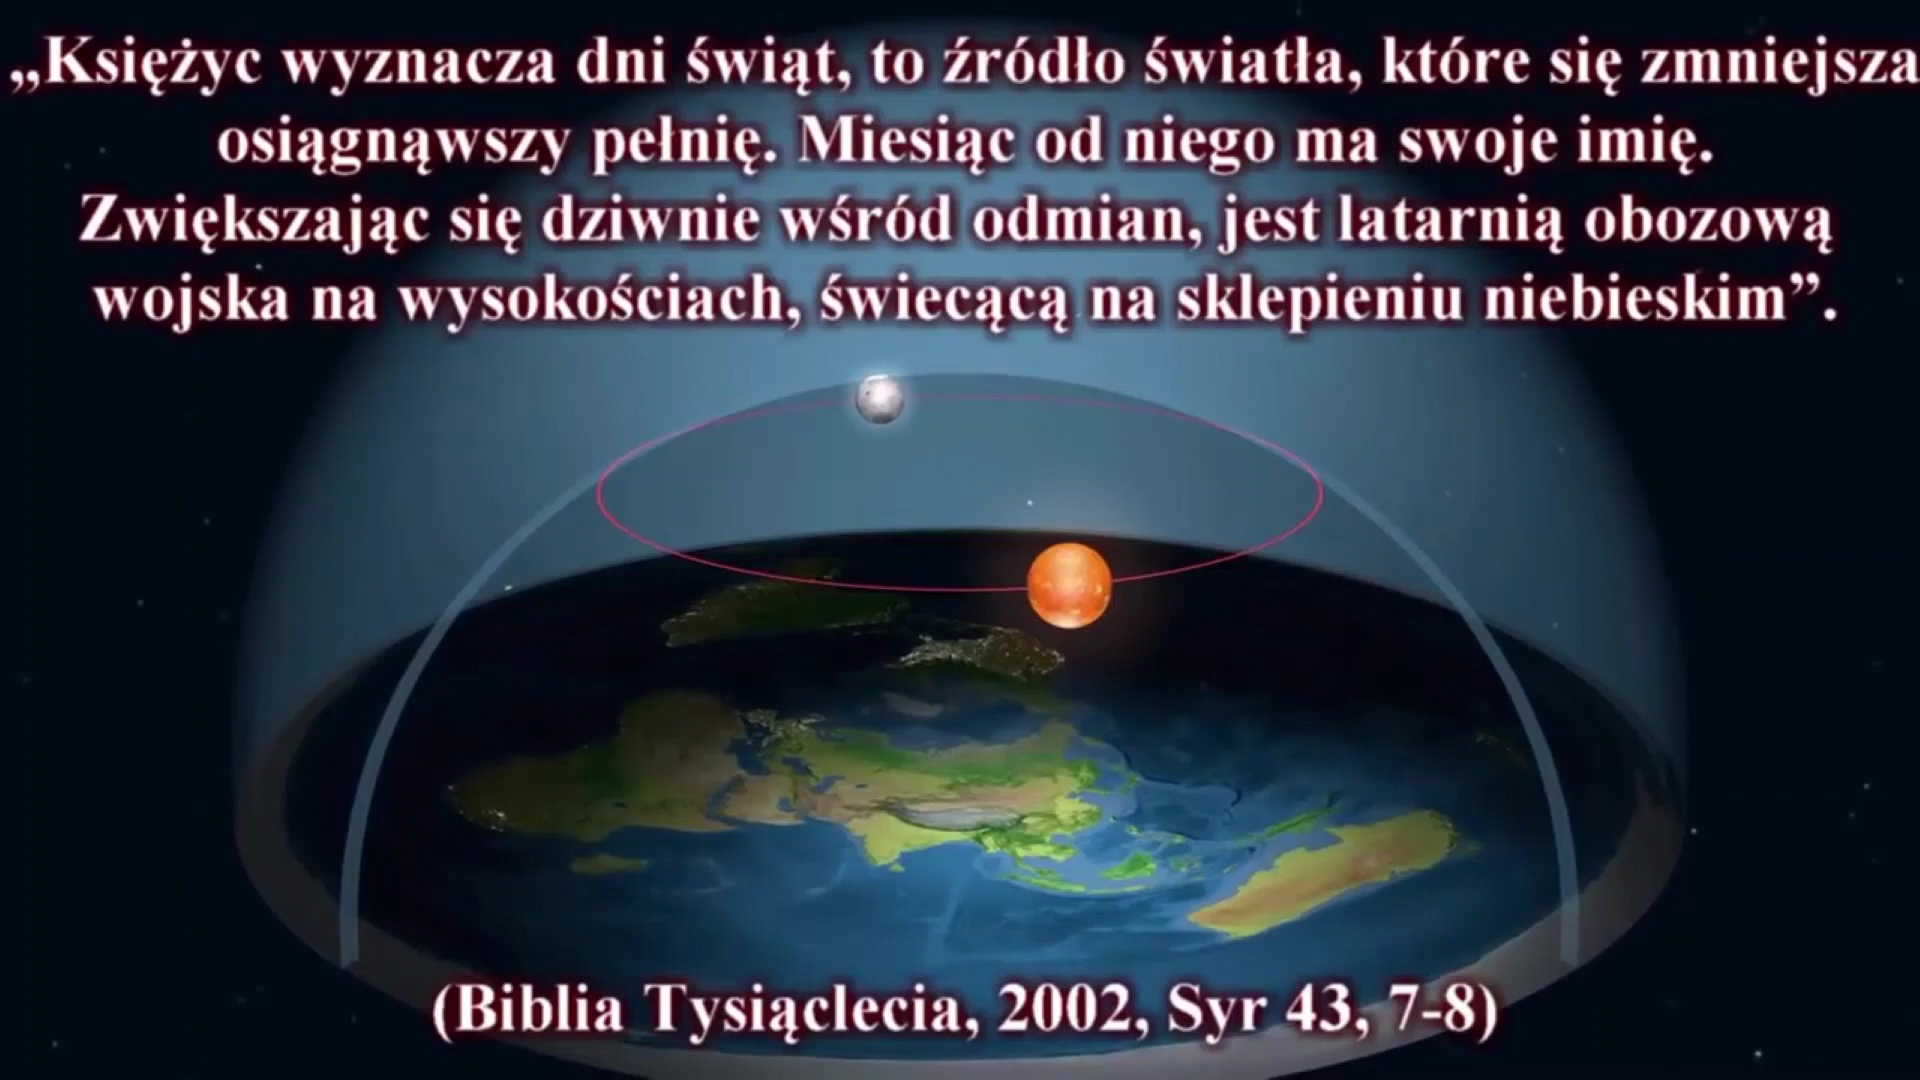 „Księżyc wyznacza dni świąt, to źródło światła, które się zmniejsza
osiągnąwszy pełnię. Miesiąc od niego ma swoje imię.
Zwiększając się dziwnie wśród odmian, jest latarnią obozową
wojska na wysokościach, świecącą na sklepieniu niebieskim”.
(Biblia Tysiąclecia, 2002, Syr 43, 7-8)